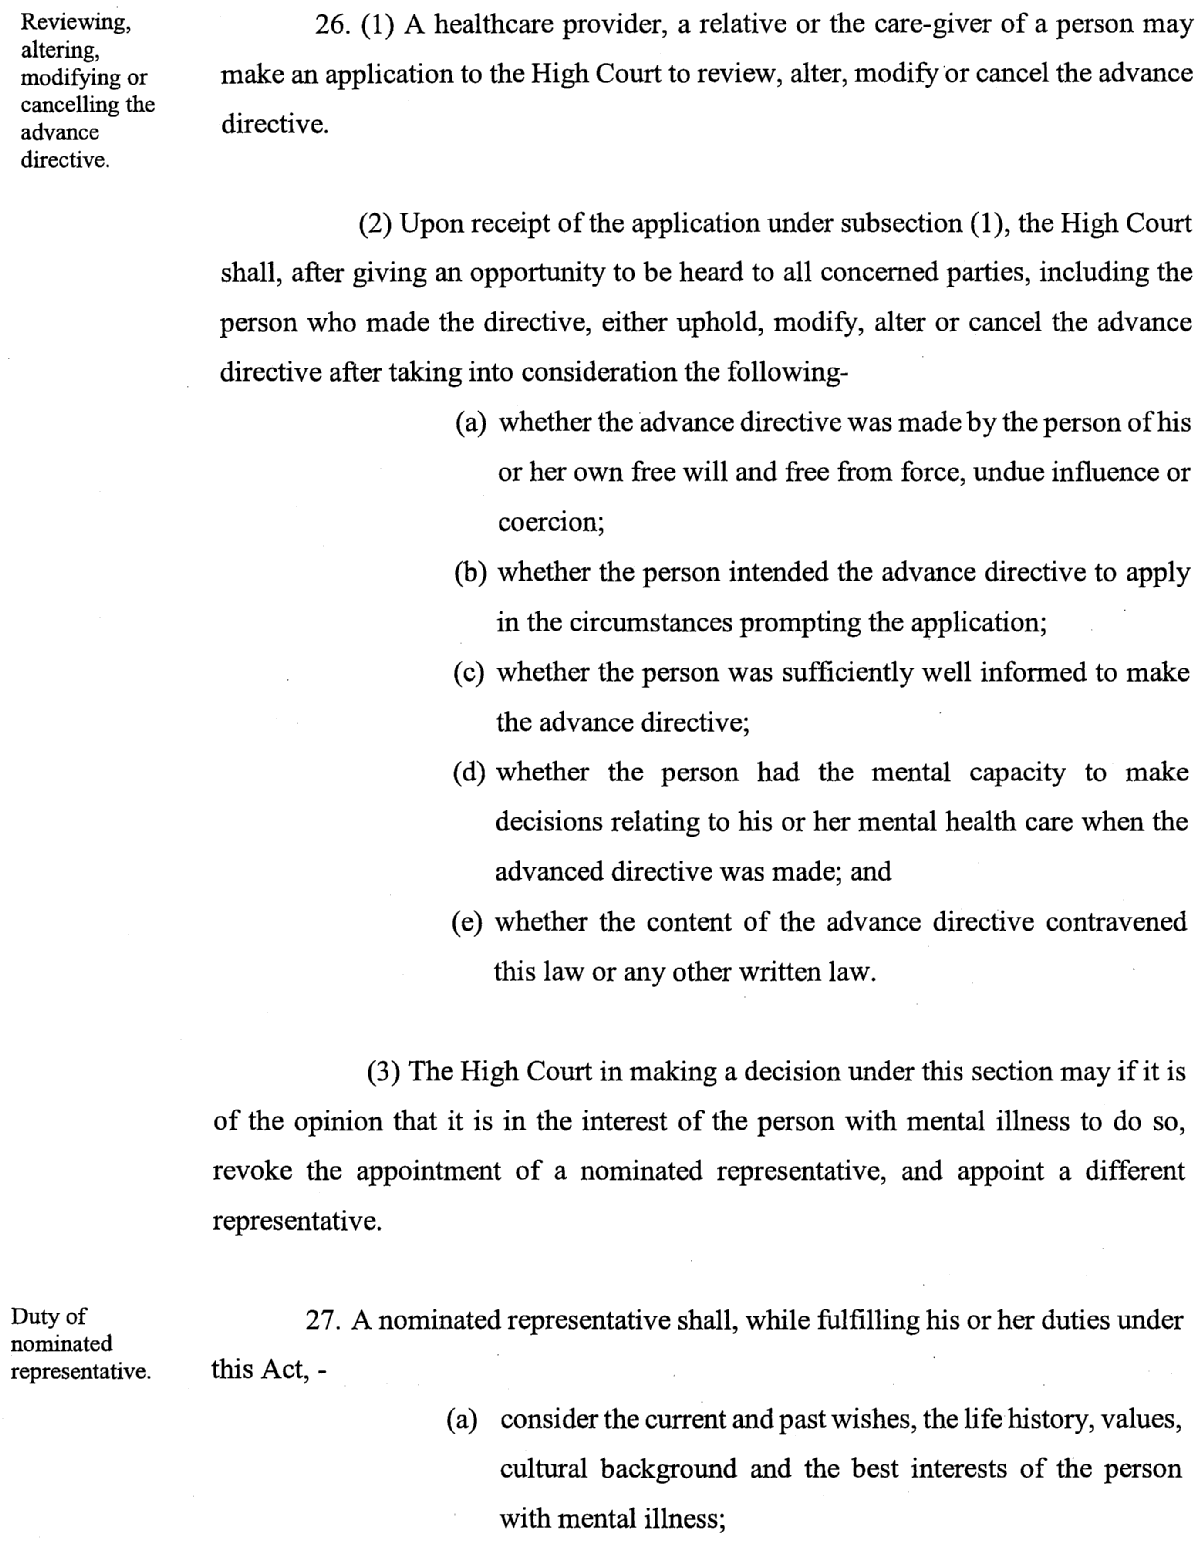 Reviewing,
altering,
modifying or
cancelling the
advance
directive.
26. (1) A healthcare provider, a relative or the care-giver of a person may
make an application to the High Court to review, alter, modify or cancel the advance
directive.
(2) Upon receipt of the application under subsection (1), the High Court
shall, after giving an opportunity to be heard to all concerned parties, including the
person who made the directive, either uphold, modify, alter or cancel the advance
directive after taking into consideration the following-
(a) whether the advance directive was made by the person of his
or her own free will and free from force, undue influence or
coercion;
(b) whether the person intended the advance directive to apply
in the circumstances prompting the application;
(c) whether the person was sufficiently well informed to make
the advance directive;
(d) whether the person had the mental capacity to make
decisions relating to his or her mental health care when the
advanced directive was made; and
(e) whether the content of the advance directive contravened
this law or any other written law.
(3) The High Court in making a decision under this section may if it is
of the opinion that it is in the interest of the person with mental illness to do so,
revoke the appointment of a nominated representative, and appoint a different
representative.
Duty of
nominated
representative.
27. A nominated representative shall, while fulfilling his or her duties under
this Act, -
(a) consider the current and past wishes, the life history, values,
cultural background and the best interests of the person
with mental illness;